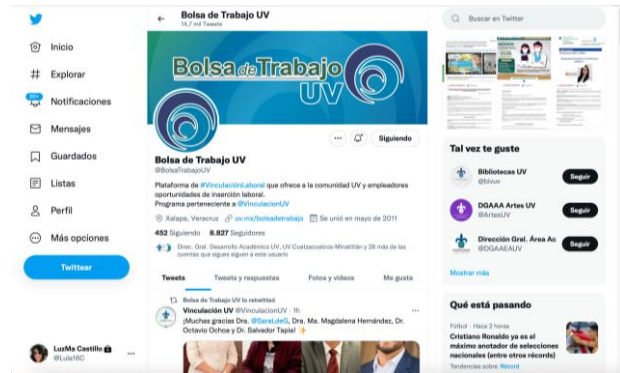 Inicio
Explorar
20+
Notificaciones
Mensajes
Guardados
Listas
Perfil
Más opciones
Twittear
LuzMa Castillo
@Lula16C
Bolsa de Trabajo UV
14.7 mil Tweets
Bolsa de Trabajo
UV
Siguiendo
Bolsa de Trabajo UV
@BolsaTrabajoUV
Plataforma de #VinculaciónLaboral que ofrece a la comunidad UV y empleadores
oportunidades de inserción laboral.
Programa perteneciente a @VinculacionUV
Xalapa, Veracruz uv.mx/bolsadetrabajo Se unió en mayo de 2011
452 Siguiendo 8.827 Seguidores
Direc. Gral. Desarrollo Académico UV, UV Coatzacoalcos-Minatitlán y 28 más de las
cuentas que sigues siguen a este usuario
Tweets Tweets y respuestas Fotos y videos Me gusta
Bolsa de Trabajo UV lo retwitteó
Vinculación UV @VinculacionUV · 1h
¡Muchas gracias Dra. @SaraLdeG, Dra. Ma. Magdalena Hernández, Dr.
Octavio Ochoa y Dr. Salvador Tapia!
Buscar en Twitter
Tal vez te guste
Bibliotecas UV
@bivuv
Seguir
DGAAA Artes UV
@ArtesUV
Seguir
Dirección Gral. Área Ac
@DGAAEAUV
Seguir
Mostrar más
Qué está pasando
Fútbol · Hace 2 horas
Cristiano Ronaldo ya es el
máximo anotador de selecciones
nacionales (entre otros récords)
Tendencias sobre Récord